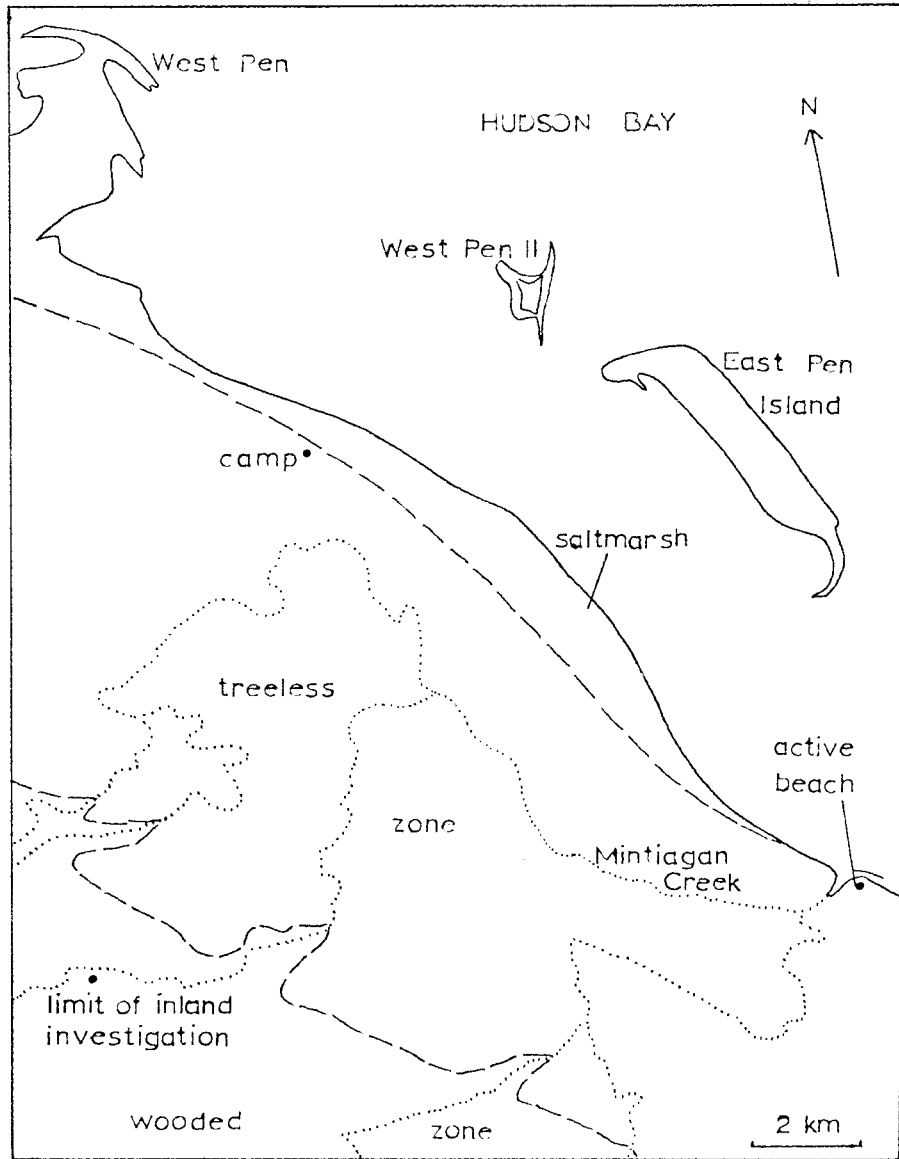 West Pen
HUDSON BAY
N
West Pen II
East Pen
Island
camp
saltmarsh
treeless
active
beach
zone
Mintiagan
Creek
limit of inland
investigation
wooded
zone
2 km